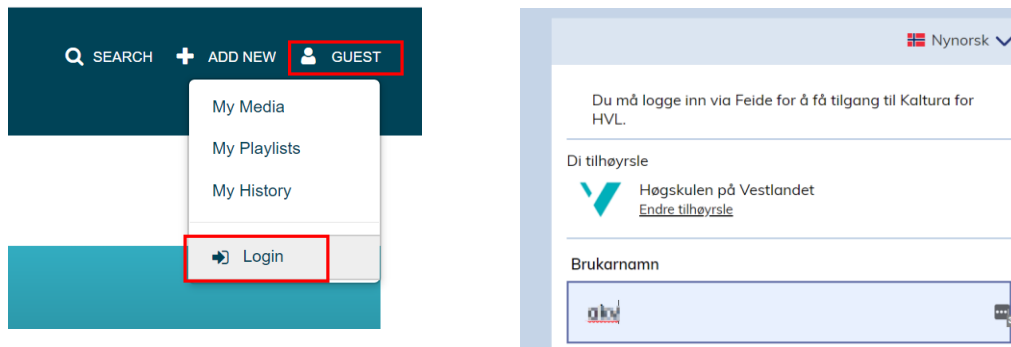 SEARCH ADD NEW GUEST
My Media
My Playlists
My History
Login
Nynorsk
Du må logge inn via Feide for å få tilgang til Kaltura for
HVL.
Di tilhøyrsle
Høgskulen på Vestlandet
Endre tilhøyrsle
Brukarnamn